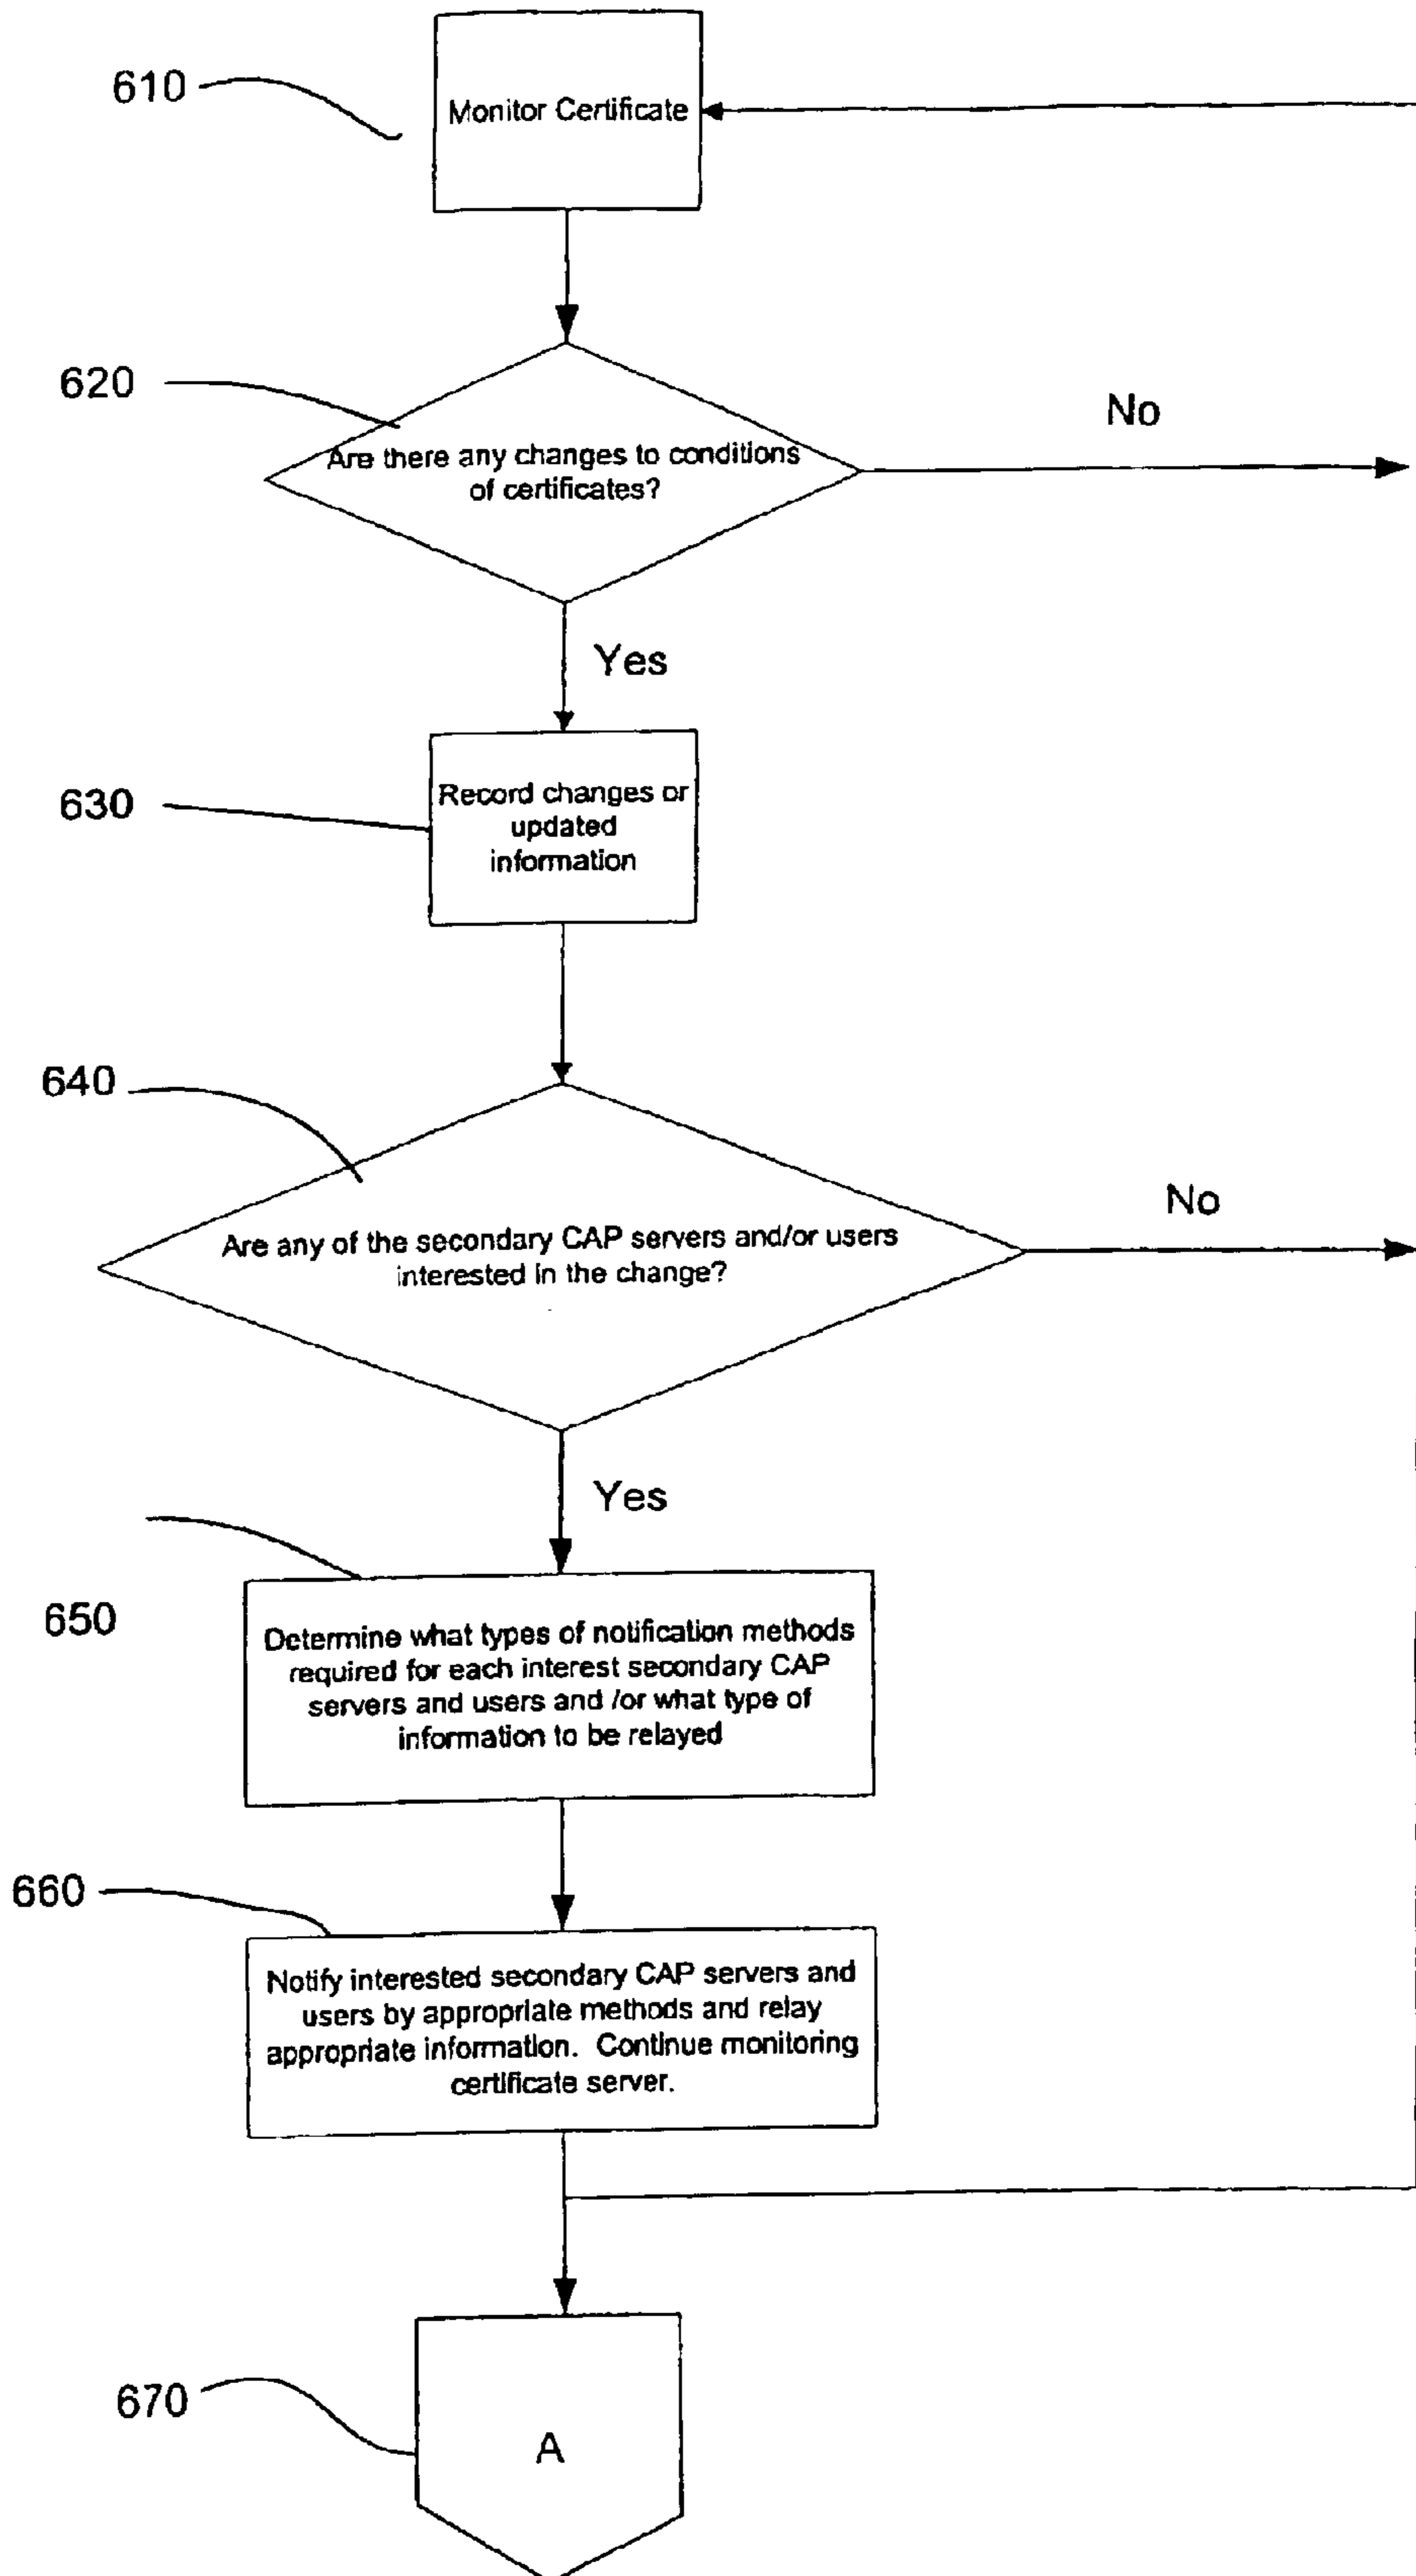 610
Monitor Certificate
620
Are there any changes to conditions
of certificates?
No
Yes
630
Record changes or
updated
information
640
Are any of the secondary CAP servers and/or users
interested in the change?
No
Yes
650
Determine what types of notification methods
required for each interest secondary CAP
servers and users and /or what type of
information to be relayed
660
Notify interested secondary CAP servers and
users by appropriate methods and relay
appropriate information. Continue monitoring
certificate server.
670
A